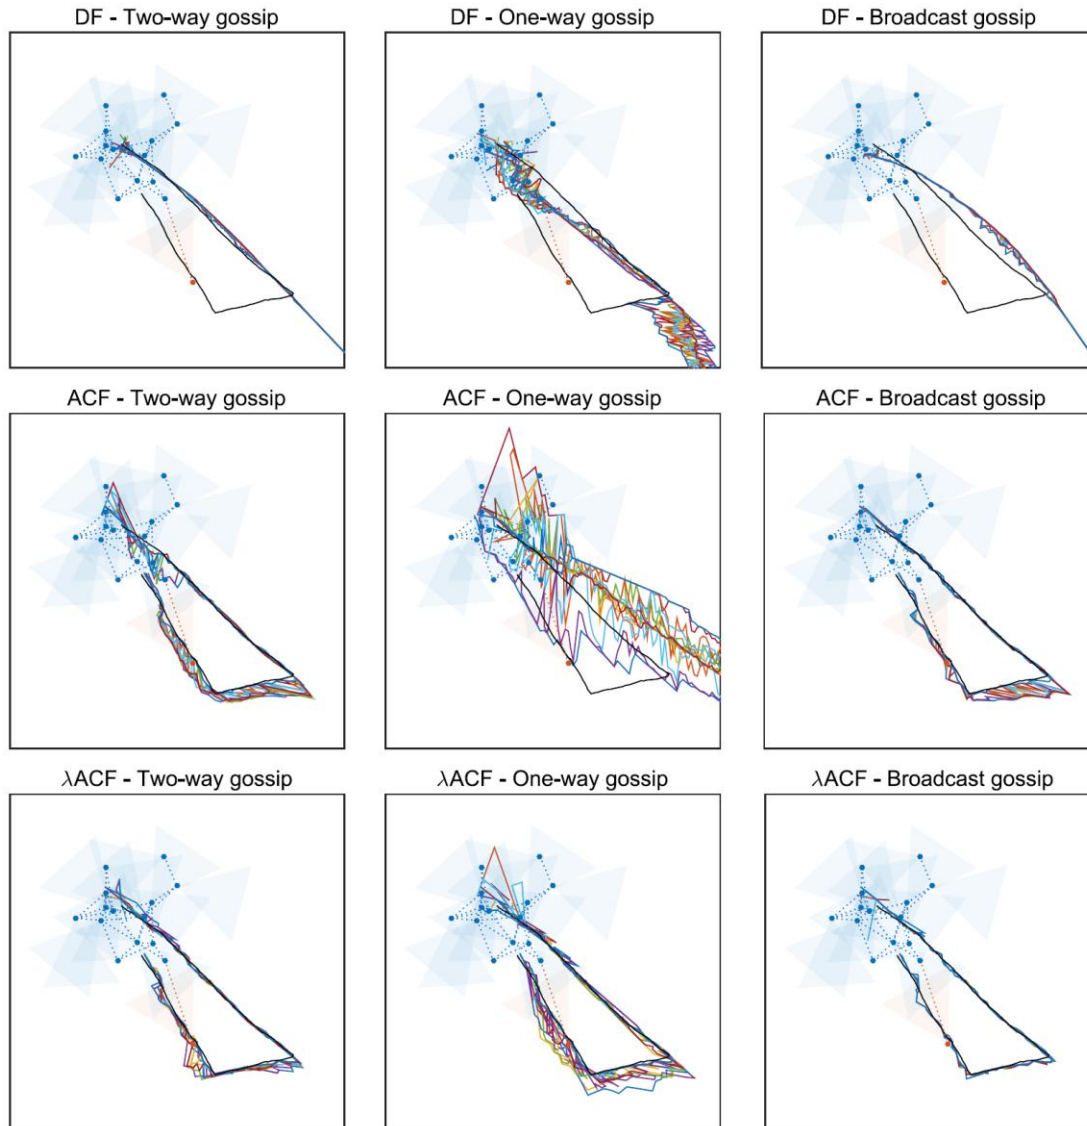 DF - Two-way gossip
DF - One-way gossip
DF - Broadcast gossip
ACF - Two-way gossip
ACF - One-way gossip
ACF - Broadcast gossip
λACF - Two-way gossip
λACF - One-way gossip
λACF - Broadcast gossip